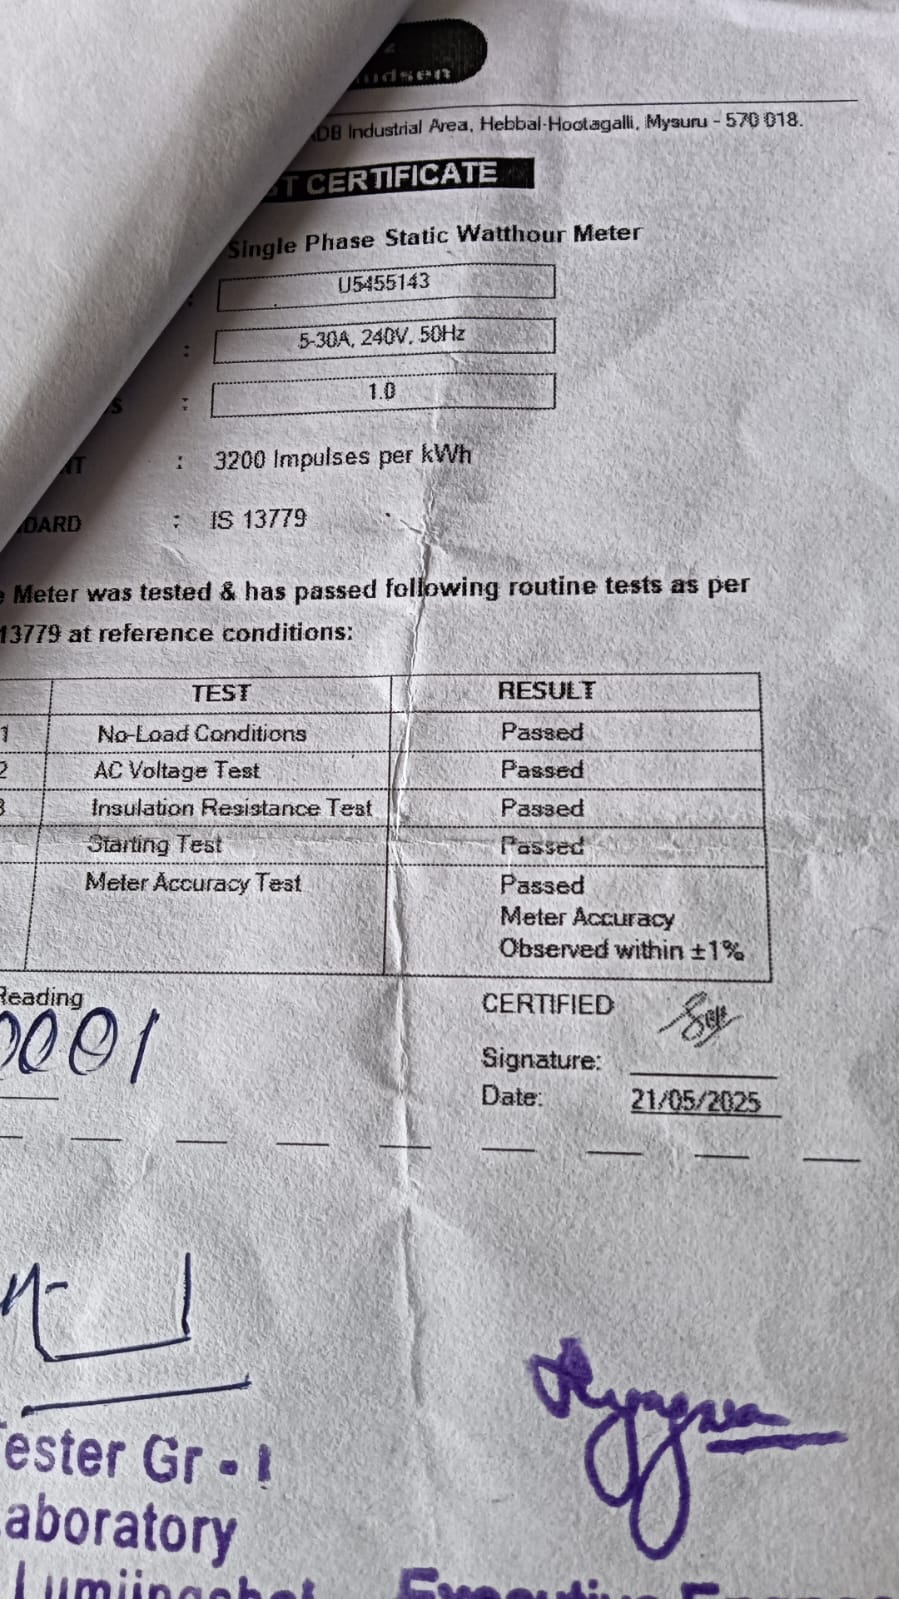 Industrial Area, Hebbal-Hootagalli, Mysuru - 570 018.
CERTIFICATE
Single Phase Static Watthour Meter
: U5455143
: 5-30A, 240V, 50Hz
: 1.0
: 3200 Impulses per kWh
: IS 13779
Meter was tested & has passed following routine tests as per
13779 at reference conditions:
TEST RESULT
1 No-Load Conditions Passed
2 AC Voltage Test Passed
3 Insulation Resistance Test Passed
Starting Test Passed
Meter Accuracy Test Passed
Meter Accuracy
Observed within ±1%
Reading
0001
CERTIFIED
Signature:
Date: 21/05/2025
Tester Gr - I
Laboratory